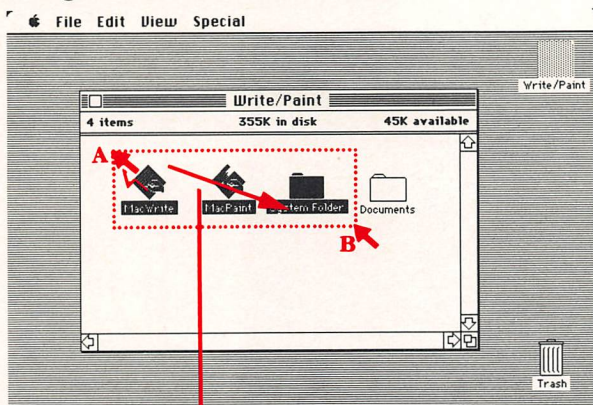 File Edit View Special
Write/Paint
Write/Paint
4 items 355K in disk 45K available
A
MacWrite MacPaint System Folder Documents
B
Trash